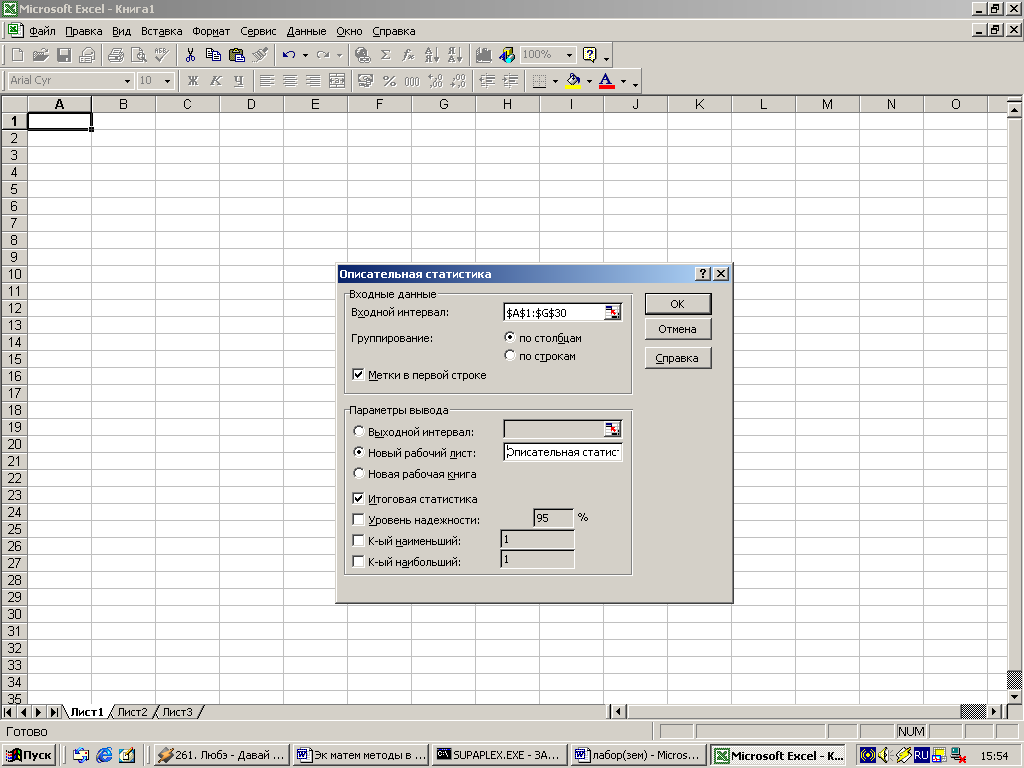 Microsoft Excel - Книга1
Файл Правка Вид Вставка Формат Сервис Данные Окно Справка
100%
Arial Cyr 10 Ж К Ч % 000
A B C D E F G H I J K L M N O
1
2
3
4
5
6
7
8
9
10
11
12
13
14
15
16
17
18
19
20
21
22
23
24
25
26
27
28
29
30
31
32
33
34
35
Описательная статистика
Входные данные
Входной интервал: $A$1:$G$30
Группирование: по столбцам
по строкам
Метки в первой строке
OK
Отмена
Справка
Параметры вывода
Выходной интервал:
Новый рабочий лист: Описательная статист
Новая рабочая книга
Итоговая статистика
Уровень надежности: 95 %
К-ый наименьший: 1
К-ый наибольший: 1
Лист1 Лист2 Лист3
Готово NUM
Пуск 261. Любэ - Давай ... Эк матем методы в ... SUPAPLEX.EXE - ЗА... лабор(зем) - Micros... Microsoft Excel - К... RU 15:54